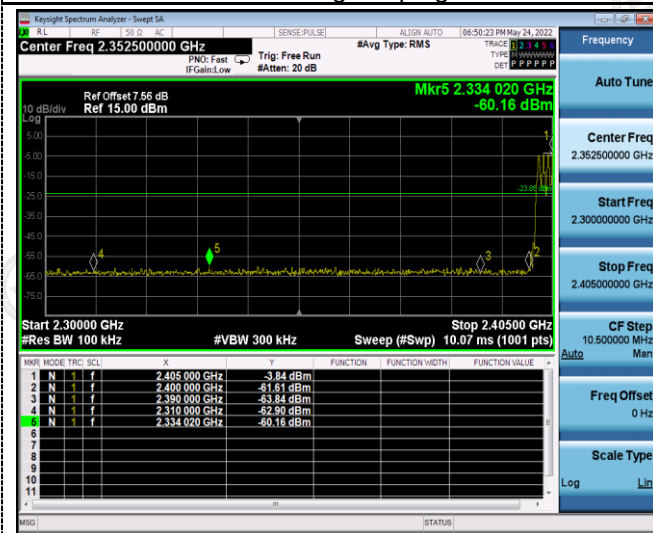 Keysight Spectrum Analyzer - Swept SA
RL RF 50 Ω AC SENSE:PULSE ALIGN AUTO 06:50:23 PM May 24, 2022
Center Freq 2.352500000 GHz
#Avg Type: RMS
TRACE 1 2 3 4 5 6
TYPE M W W W W W
DET P P P P P P
PNO: Fast
IFGain:Low
Trig: Free Run
#Atten: 20 dB
Mkr5 2.334 020 GHz
-60.16 dBm
Ref Offset 7.56 dB
10 dB/div Ref 15.00 dBm
Log
5.00
-5.00
-15.0
-25.0
-35.0
-45.0
-55.0
-65.0
-75.0
1
-23.85 dBm
4
5
3
2
Start 2.30000 GHz Stop 2.40500 GHz
#Res BW 100 kHz #VBW 300 kHz Sweep (#Swp) 10.07 ms (1001 pts)
MKR MODE TRC SCL X Y FUNCTION FUNCTION WIDTH FUNCTION VALUE
1 N 1 f 2.405 000 GHz -3.84 dBm
2 N 1 f 2.400 000 GHz -61.61 dBm
3 N 1 f 2.390 000 GHz -63.84 dBm
4 N 1 f 2.310 000 GHz -62.90 dBm
5 N 1 f 2.334 020 GHz -60.16 dBm
6
7
8
9
10
11
MSG STATUS
Frequency
Auto Tune
Center Freq
2.352500000 GHz
Start Freq
2.300000000 GHz
Stop Freq
2.405000000 GHz
CF Step
10.500000 MHz
Auto Man
Freq Offset
0 Hz
Scale Type
Log Lin